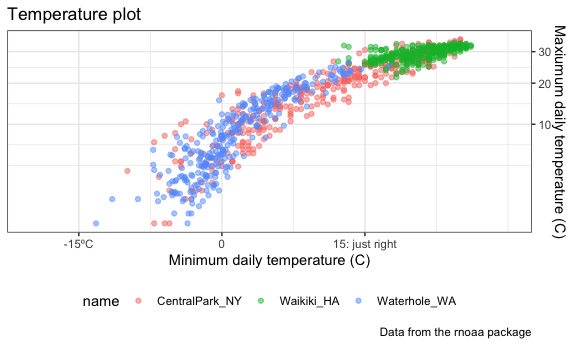 Temperature plot
30
20
10
Maxiumum daily temperature (C)
-15ºC
0
15: just right
Minimum daily temperature (C)
name
CentralPark_NY
Waikiki_HA
Waterhole_WA
Data from the rnoaa package